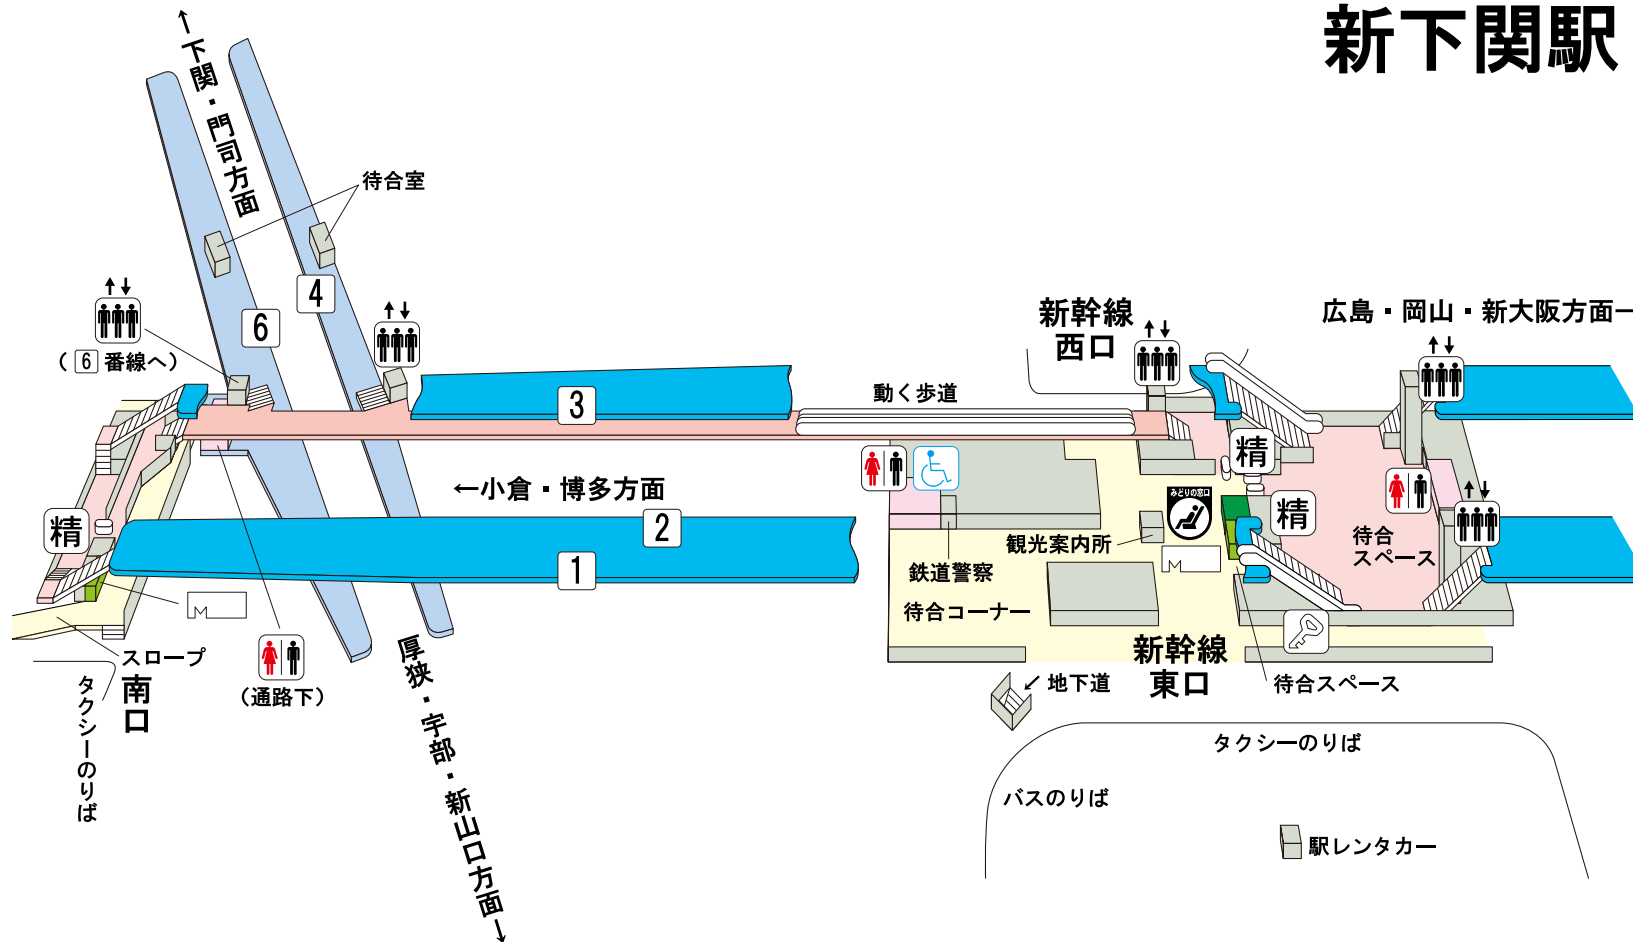 新下関駅
↑下関・門司方面
待合室
4
6
(6番線へ)
新幹線
西口
広島・岡山・新大阪方面→
3
動く歩道
精
←小倉・博多方面
2
1
精
みどりの窓口
精
待合
スペース
観光案内所
鉄道警察
待合コーナー
M
M
スロープ
南口
タクシーのりば
(通路下)
厚狭・宇部・新山口方面→
新幹線
東口
地下道
待合スペース
タクシーのりば
バスのりば
駅レンタカー